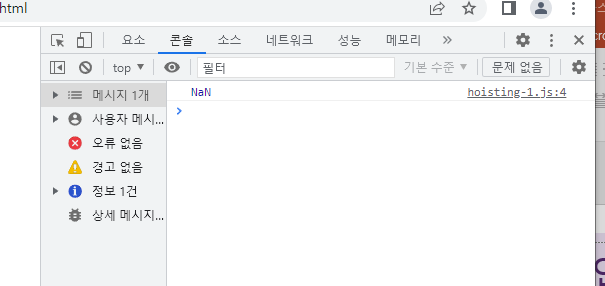 html
요소 콘솔 소스 네트워크 성능 메모리 »
top ▼ 필터 기본 수준 ▼ 문제 없음
메시지 1개
NaN hoisting-1.js:4
사용자 메시...
오류 없음
경고 없음
정보 1건
상세 메시지...